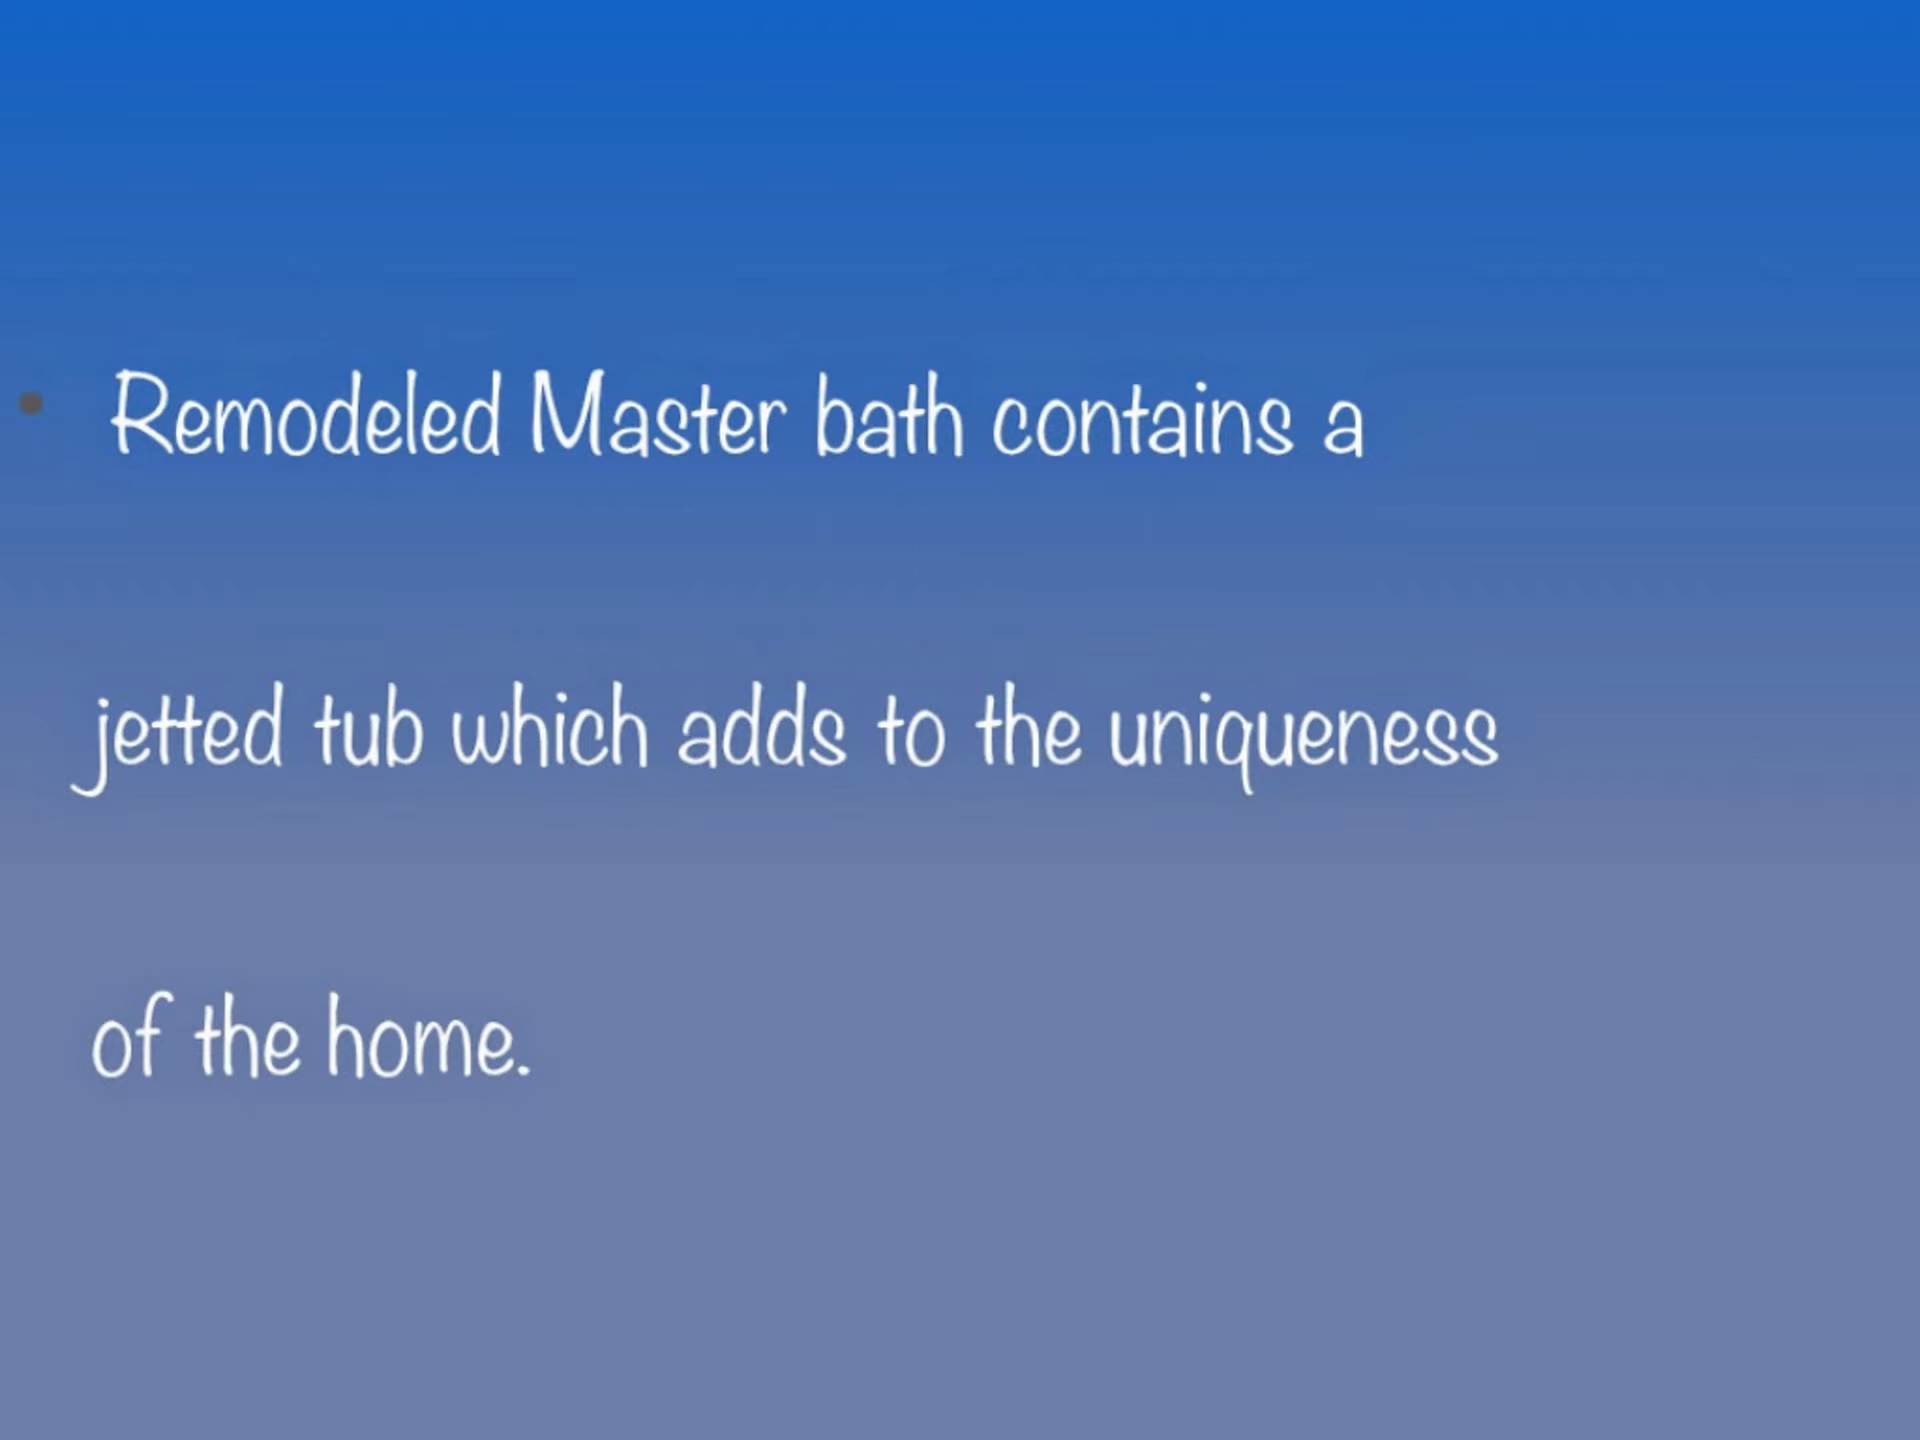 • Remodeled Master bath contains a
jetted tub which adds to the uniqueness
of the home.